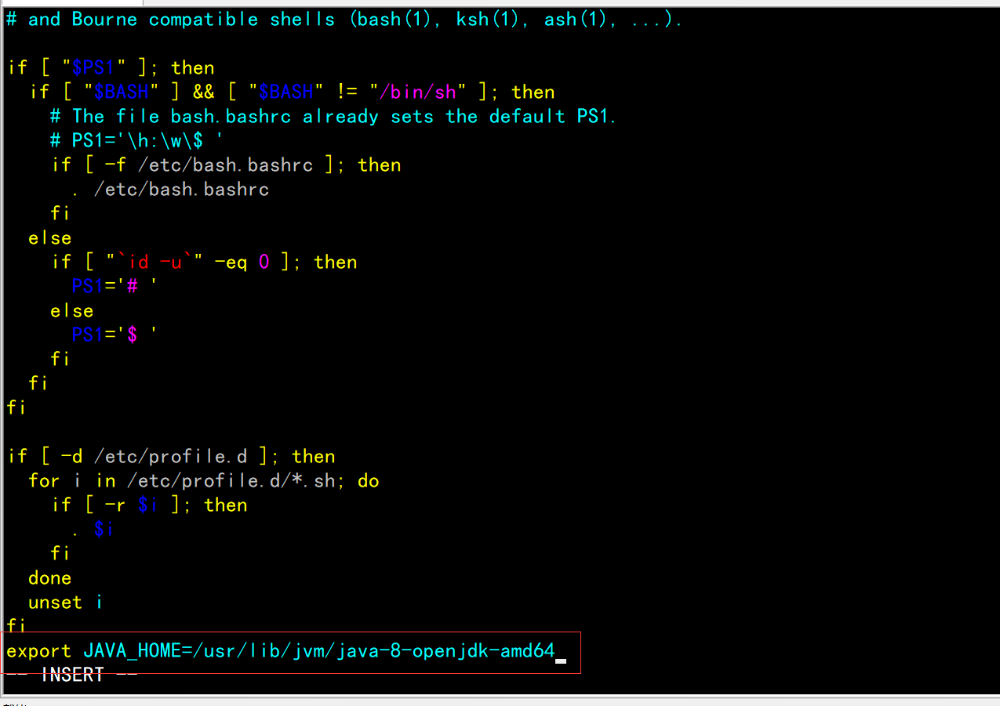 # and Bourne compatible shells (bash(1), ksh(1), ash(1), ...).
if [ "$PS1" ]; then
  if [ "$BASH" ] && [ "$BASH" != "/bin/sh" ]; then
    # The file bash.bashrc already sets the default PS1.
    # PS1='\h:\w\$ '
    if [ -f /etc/bash.bashrc ]; then
      . /etc/bash.bashrc
    fi
  else
    if [ "`id -u`" -eq 0 ]; then
      PS1='# '
    else
      PS1='$ '
    fi
  fi
fi
if [ -d /etc/profile.d ]; then
  for i in /etc/profile.d/*.sh; do
    if [ -r $i ]; then
      . $i
    fi
  done
  unset i
fi
export JAVA_HOME=/usr/lib/jvm/java-8-openjdk-amd64
-- INSERT --